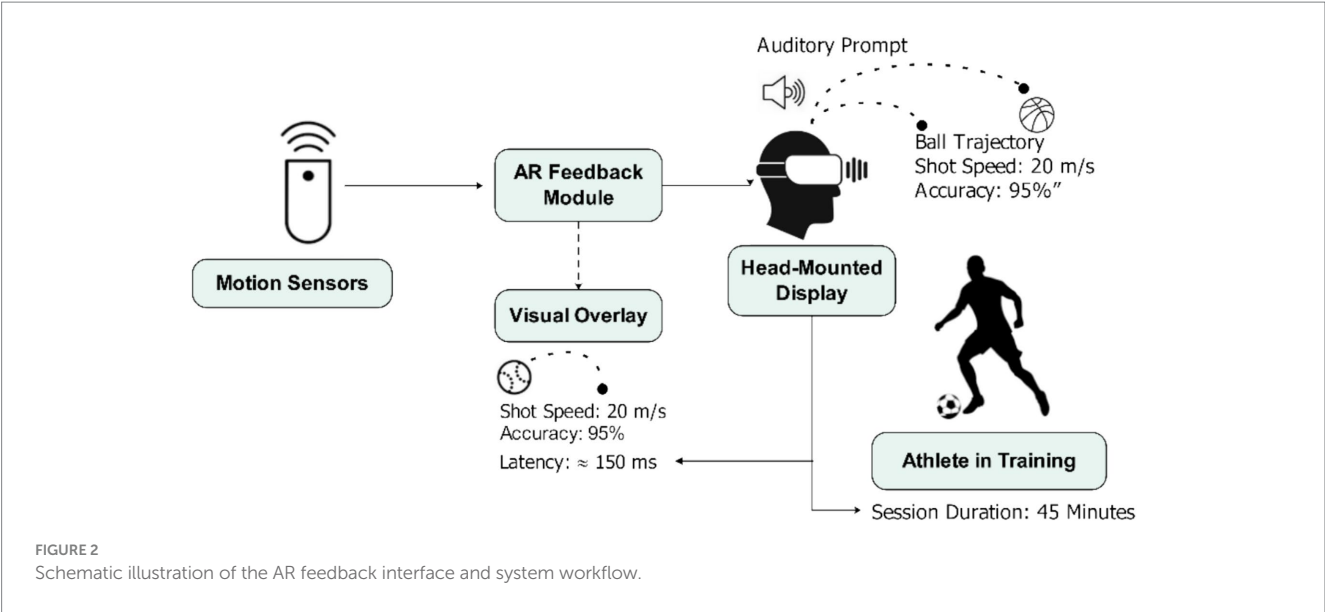 Auditory Prompt
Ball Trajectory
Shot Speed: 20 m/s
Accuracy: 95%”
AR Feedback
Module
Motion Sensors
Head-Mounted
Display
Visual Overlay
Shot Speed: 20 m/s
Accuracy: 95%
Latency: ≈ 150 ms
Athlete in Training
Session Duration: 45 Minutes
FIGURE 2
Schematic illustration of the AR feedback interface and system workflow.